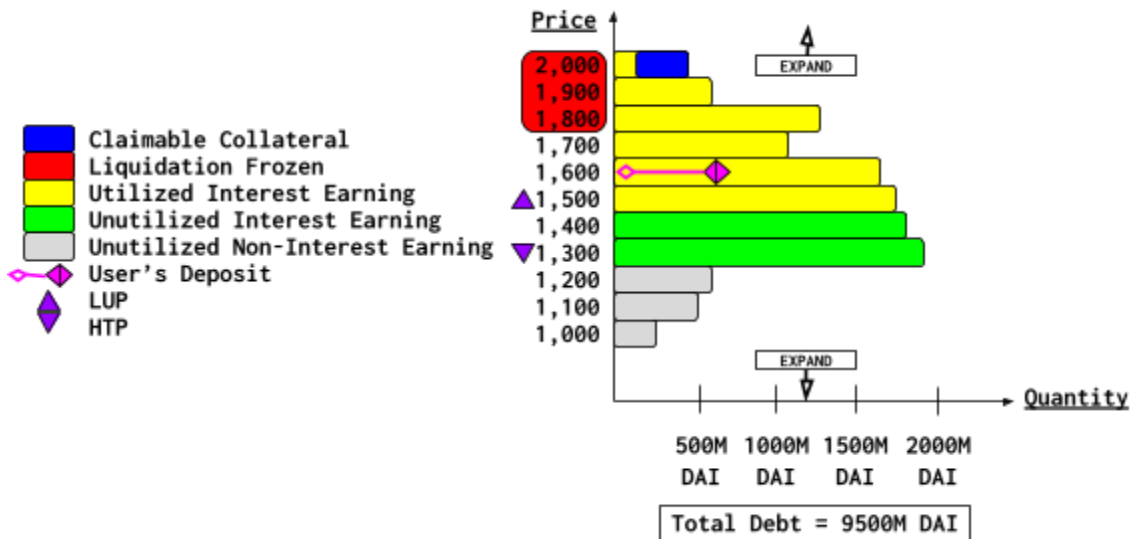 Price
EXPAND
2,000
1,900
1,800
1,700
1,600
1,500
1,400
1,300
1,200
1,100
1,000
Claimable Collateral
Liquidation Frozen
Utilized Interest Earning
Unutilized Interest Earning
Unutilized Non-Interest Earning
User's Deposit
LUP
HTP
EXPAND
Quantity
500M 1000M 1500M 2000M
DAI DAI DAI DAI
Total Debt = 9500M DAI